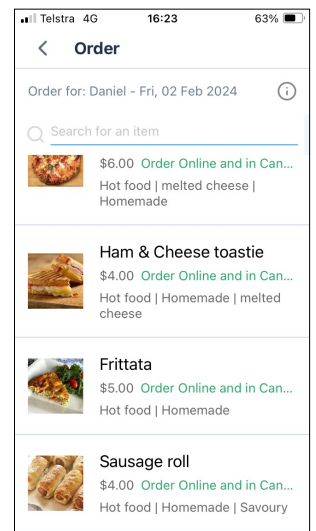 Telstra 4G 16:23 63%
Order
Order for: Daniel - Fri, 02 Feb 2024
Search for an item
$6.00 Order Online and in Can...
Hot food | melted cheese |
Homemade
Ham & Cheese toastie
$4.00 Order Online and in Can...
Hot food | Homemade | melted
cheese
Frittata
$5.00 Order Online and in Can...
Hot food | Homemade
Sausage roll
$4.00 Order Online and in Can...
Hot food | Homemade | Savoury